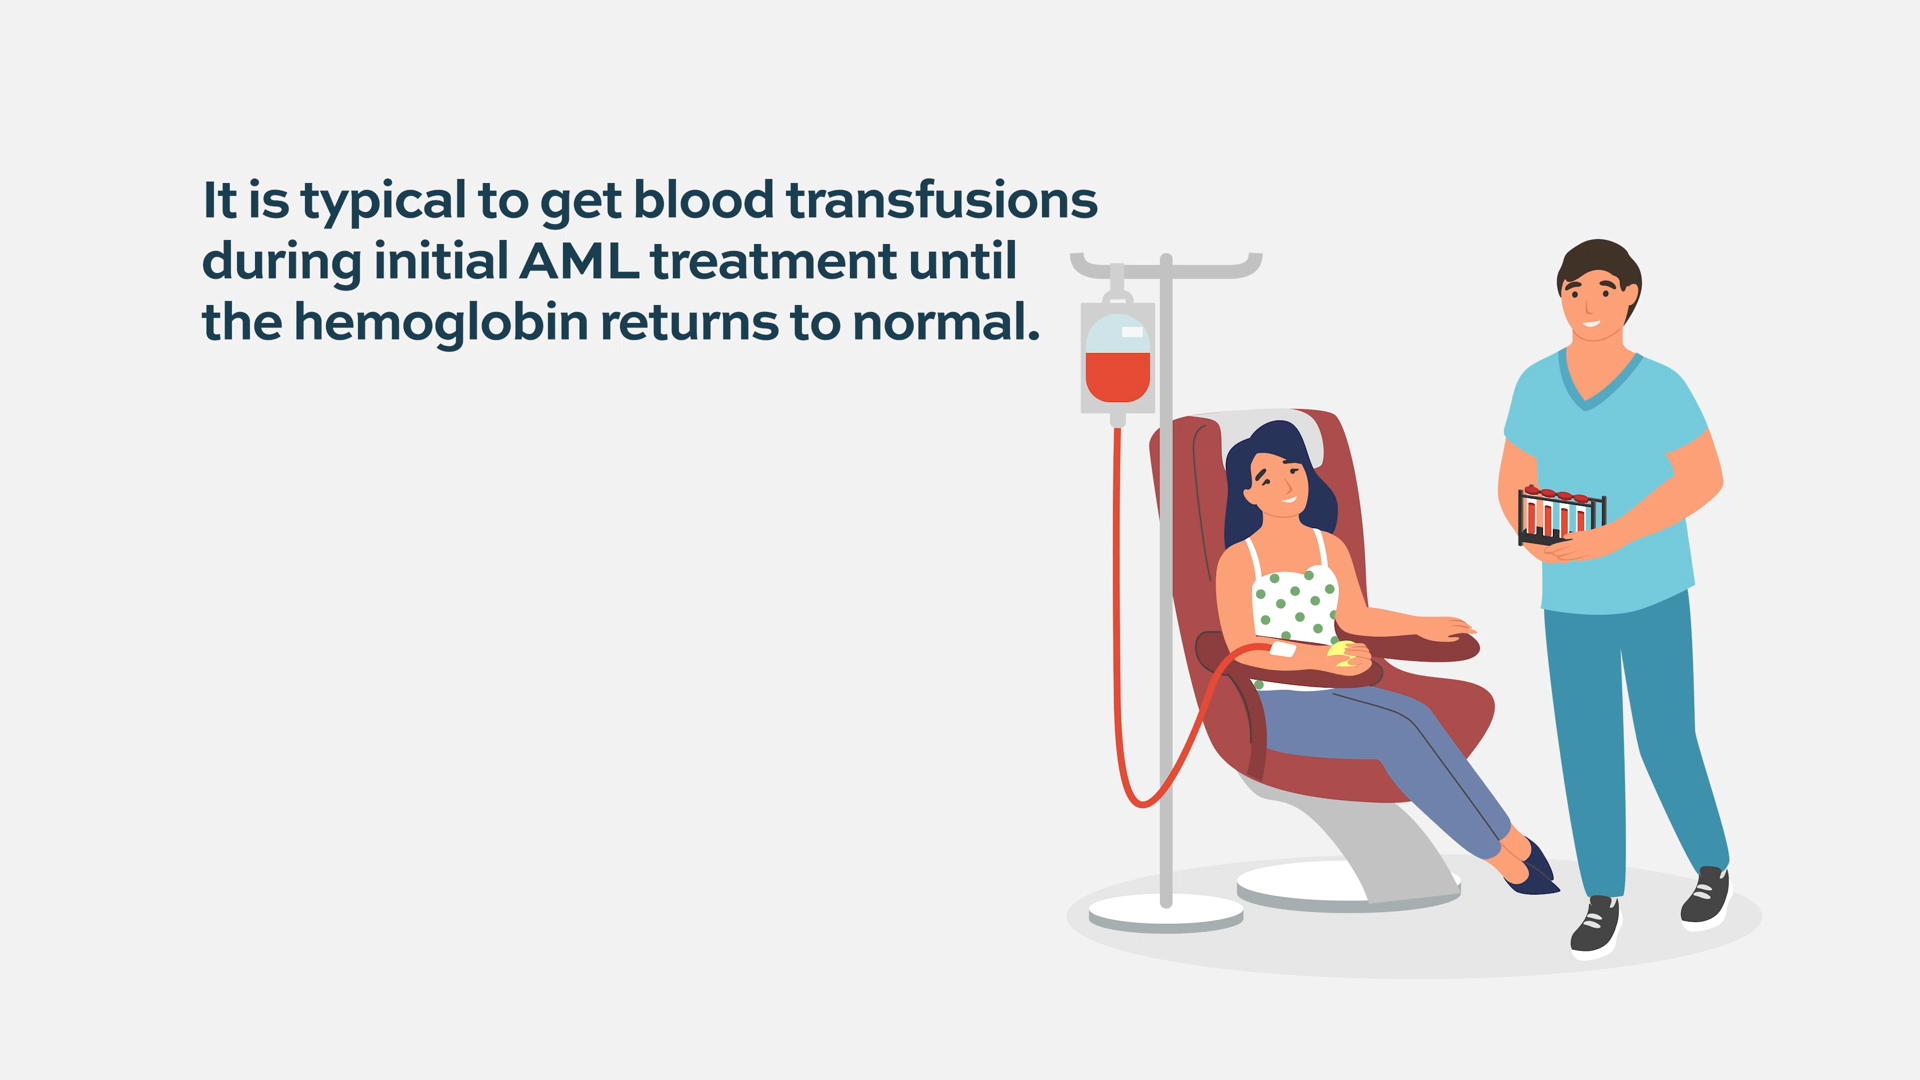 It is typical to get blood transfusions
during initial AML treatment until
the hemoglobin returns to normal.